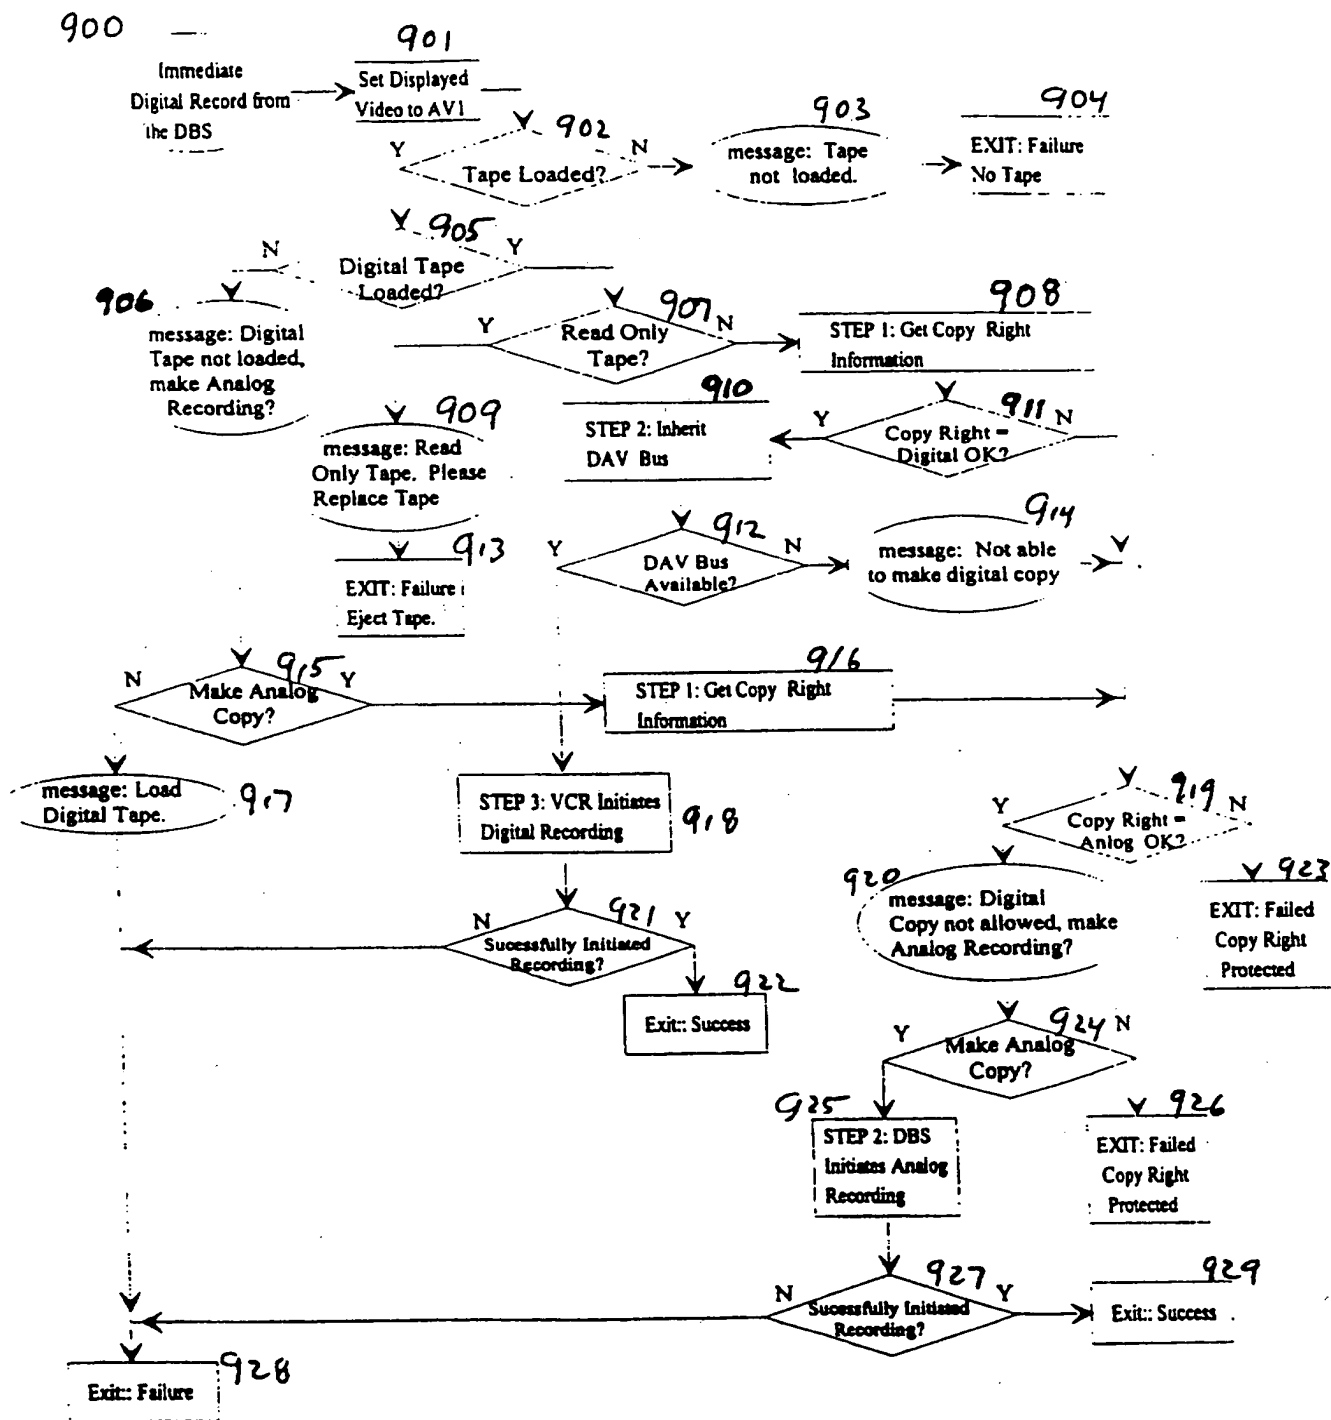 900
Immediate
Digital Record from
the DBS
901
Set Displayed
Video to AV1
902
Y
N
Tape Loaded?
903
message: Tape
not loaded.
904
EXIT: Failure
No Tape
905
N
Y
Digital Tape
Loaded?
906
message: Digital
Tape not loaded,
make Analog
Recording?
907
Y
N
Read Only
Tape?
908
STEP 1: Get Copy Right
Information
909
message: Read
Only Tape. Please
Replace Tape
910
STEP 2: Inherit
DAV Bus
911
Y
N
Copy Right =
Digital OK?
912
Y
N
DAV Bus
Available?
913
EXIT: Failure
Eject Tape.
914
message: Not able
to make digital copy
915
N
Y
Make Analog
Copy?
916
STEP 1: Get Copy Right
Information
message: Load
Digital Tape.
917
STEP 3: VCR Initiates
Digital Recording
918
919
Y
N
Copy Right =
Anlog OK?
920
message: Digital
Copy not allowed, make
Analog Recording?
921
N
Y
Sucessfully Initiated
Recording?
922
Exit:: Success
923
EXIT: Failed
Copy Right
Protected
924
Y
N
Make Analog
Copy?
925
STEP 2: DBS
Initiates Analog
Recording
926
EXIT: Failed
Copy Right
Protected
927
N
Y
Sucessfully Initiated
Recording?
929
Exit:: Success
928
Exit:: Failure